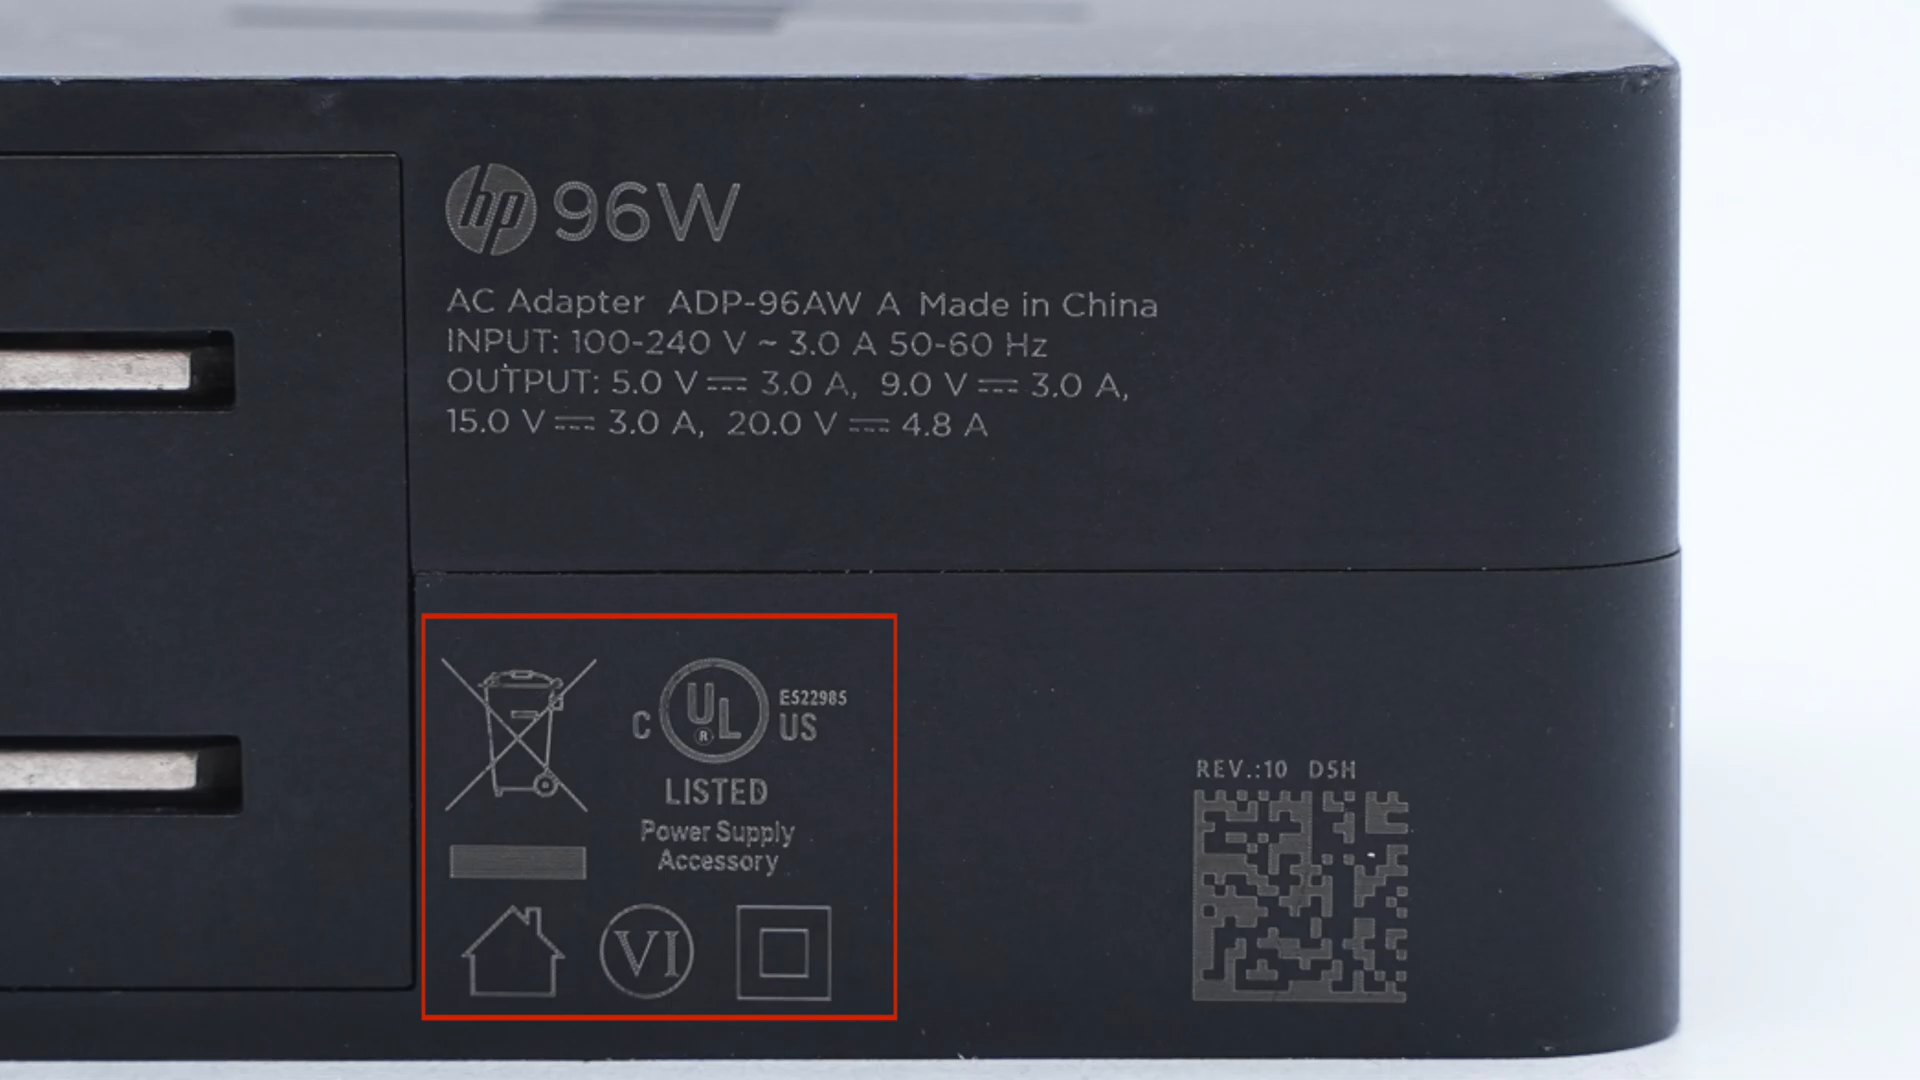 hp 96W
AC Adapter ADP-96AW A Made in China
INPUT: 100-240 V ~ 3.0 A 50-60 Hz
OUTPUT: 5.0 V ⎓ 3.0 A, 9.0 V ⎓ 3.0 A,
15.0 V ⎓ 3.0 A, 20.0 V ⎓ 4.8 A
C UL ® US E522985
LISTED
Power Supply
Accessory
VI
REV.:10 D5H